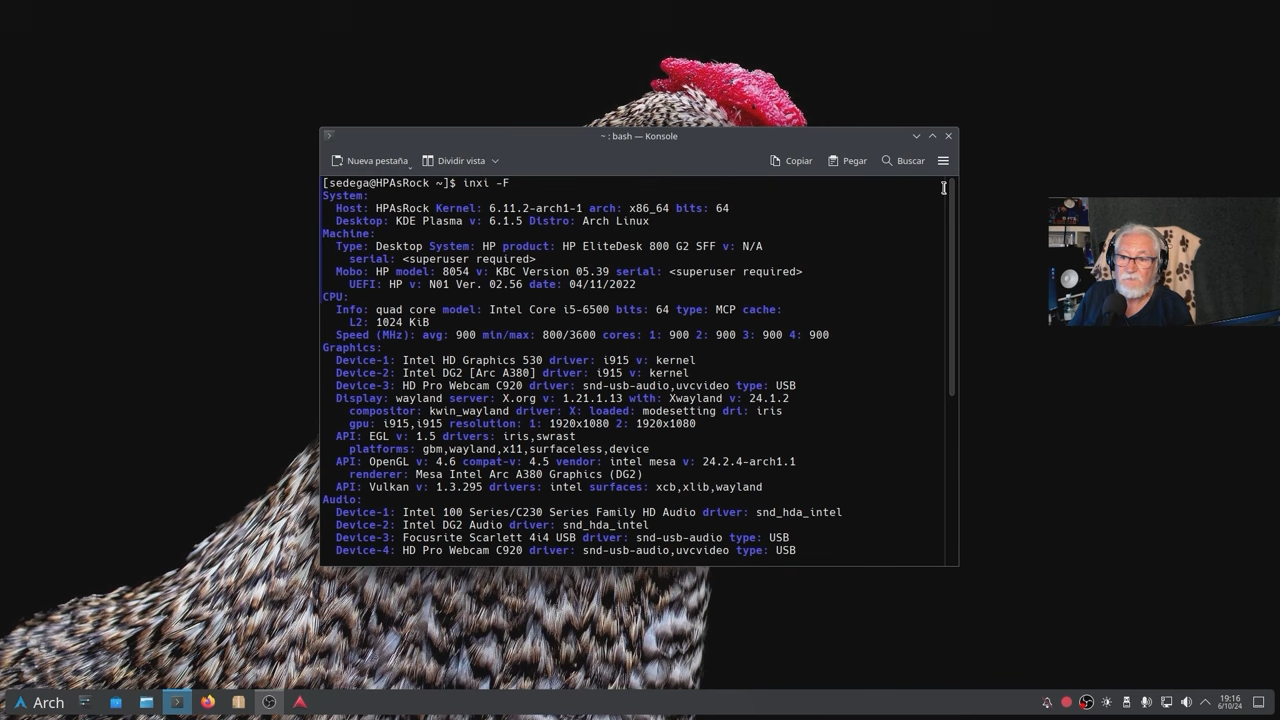 ~ : bash — Konsole
Nueva pestaña Dividir vista Copiar Pegar Buscar
[sedega@HPAsRock ~]$ inxi -F
System:
Host: HPAsRock Kernel: 6.11.2-arch1-1 arch: x86_64 bits: 64
Desktop: KDE Plasma v: 6.1.5 Distro: Arch Linux
Machine:
Type: Desktop System: HP product: HP EliteDesk 800 G2 SFF v: N/A
serial: <superuser required>
Mobo: HP model: 8054 v: KBC Version 05.39 serial: <superuser required>
UEFI: HP v: N01 Ver. 02.56 date: 04/11/2022
CPU:
Info: quad core model: Intel Core i5-6500 bits: 64 type: MCP cache:
L2: 1024 KiB
Speed (MHz): avg: 900 min/max: 800/3600 cores: 1: 900 2: 900 3: 900 4: 900
Graphics:
Device-1: Intel HD Graphics 530 driver: i915 v: kernel
Device-2: Intel DG2 [Arc A380] driver: i915 v: kernel
Device-3: HD Pro Webcam C920 driver: snd-usb-audio,uvcvideo type: USB
Display: wayland server: X.org v: 1.21.1.13 with: Xwayland v: 24.1.2
compositor: kwin_wayland driver: X: loaded: modesetting dri: iris
gpu: i915,i915 resolution: 1: 1920x1080 2: 1920x1080
API: EGL v: 1.5 drivers: iris,swrast
platforms: gbm,wayland,x11,surfaceless,device
API: OpenGL v: 4.6 compat-v: 4.5 vendor: intel mesa v: 24.2.4-arch1.1
renderer: Mesa Intel Arc A380 Graphics (DG2)
API: Vulkan v: 1.3.295 drivers: intel surfaces: xcb,xlib,wayland
Audio:
Device-1: Intel 100 Series/C230 Series Family HD Audio driver: snd_hda_intel
Device-2: Intel DG2 Audio driver: snd_hda_intel
Device-3: Focusrite Scarlett 4i4 USB driver: snd-usb-audio type: USB
Device-4: HD Pro Webcam C920 driver: snd-usb-audio,uvcvideo type: USB
Arch
19:16
6/10/24